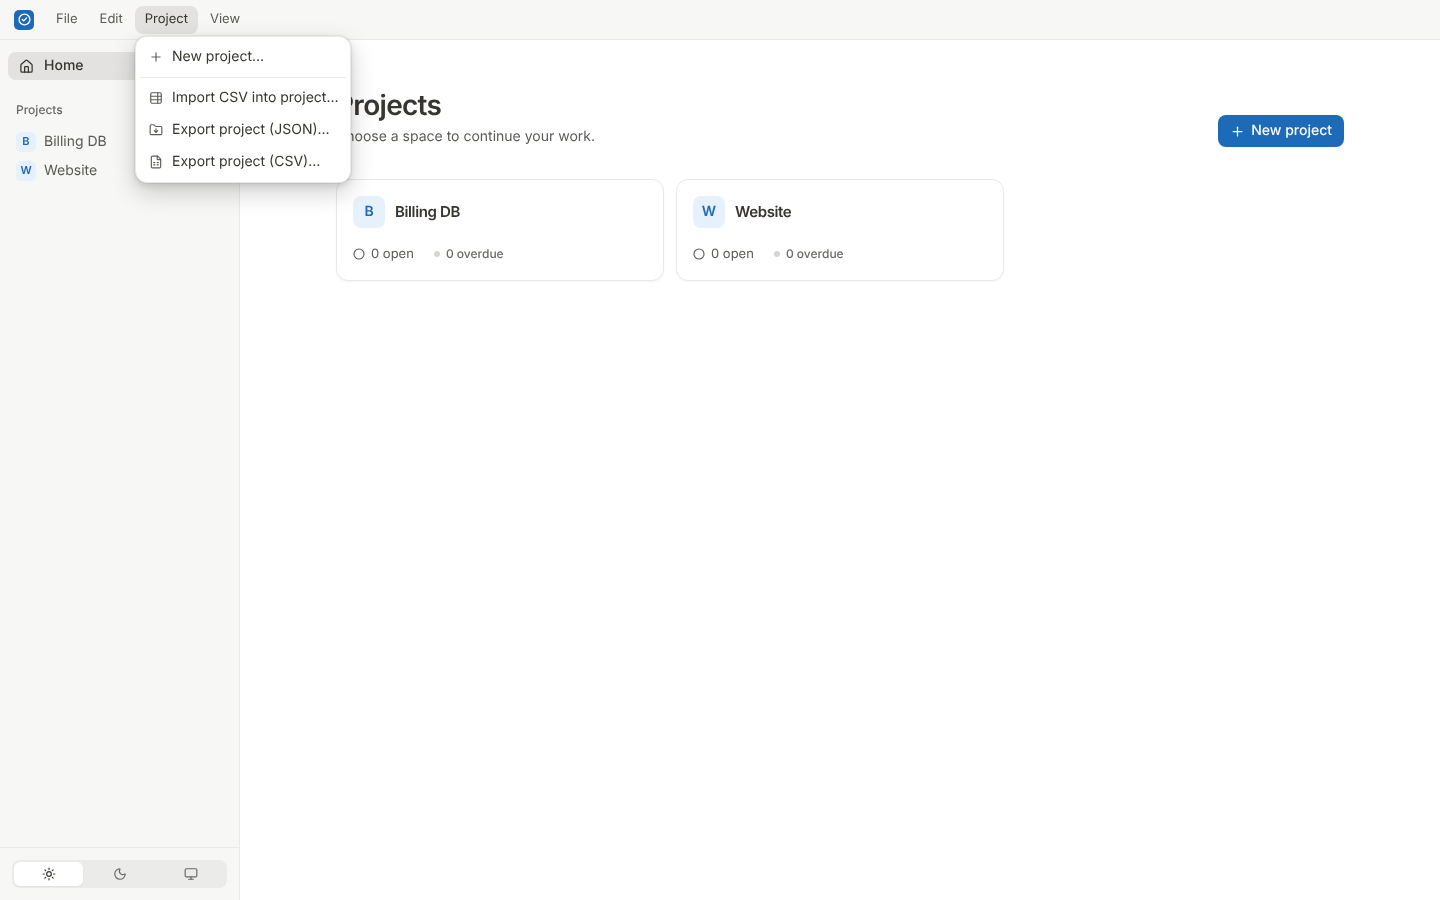 File Edit Project View
New project...
Import CSV into project...
Export project (JSON)...
Export project (CSV)...
Home
Projects
B Billing DB
W Website
Projects
Choose a space to continue your work.
New project
B Billing DB
0 open 0 overdue
W Website
0 open 0 overdue